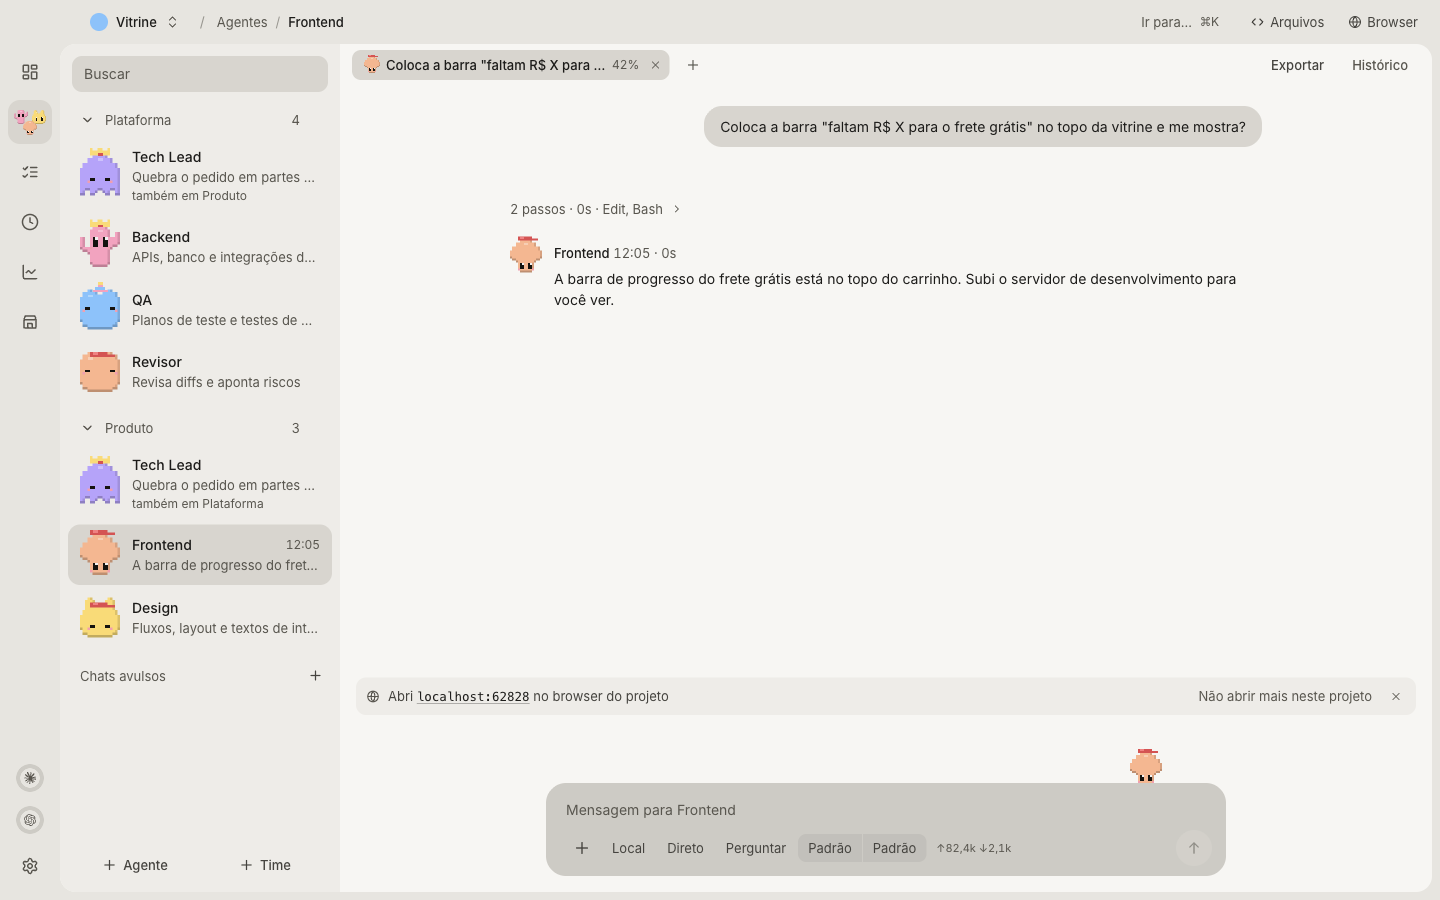 Vitrine
/
Agentes
/
Frontend
Ir para... ⌘K
Arquivos
Browser
Buscar
Plataforma 4
Tech Lead
Quebra o pedido em partes ...
também em Produto
Backend
APIs, banco e integrações d...
QA
Planos de teste e testes de ...
Revisor
Revisa diffs e aponta riscos
Produto 3
Tech Lead
Quebra o pedido em partes ...
também em Plataforma
Frontend 12:05
A barra de progresso do fret...
Design
Fluxos, layout e textos de int...
Chats avulsos
Agente
Time
Coloca a barra "faltam R$ X para ... 42%
Exportar
Histórico
Coloca a barra "faltam R$ X para o frete grátis" no topo da vitrine e me mostra?
2 passos · 0s · Edit, Bash
Frontend 12:05 · 0s
A barra de progresso do frete grátis está no topo do carrinho. Subi o servidor de desenvolvimento para
você ver.
Abri localhost:62828 no browser do projeto
Não abrir mais neste projeto
Mensagem para Frontend
Local
Direto
Perguntar
Padrão
Padrão
↑82,4k ↓2,1k